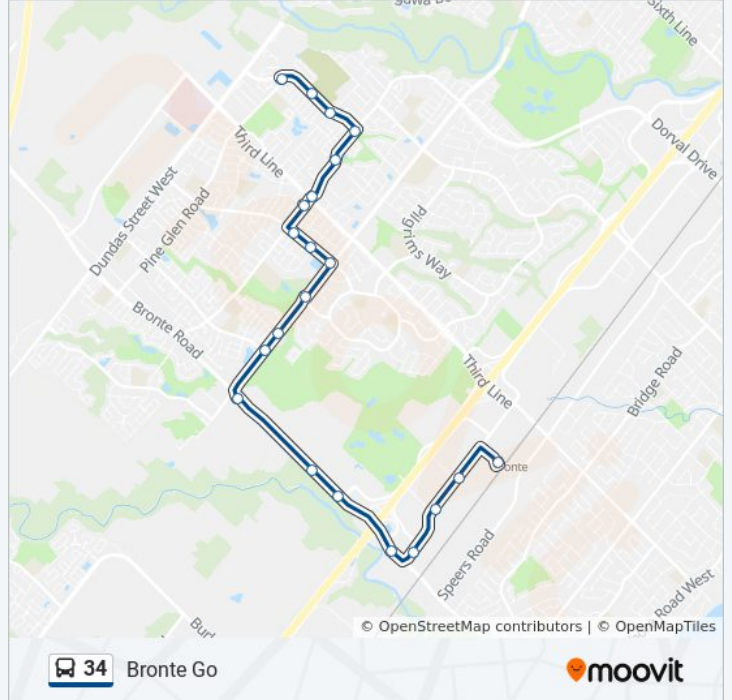 Sixth Line
Dorval Drive
Third Line
Dundas Street West
Pine Glen Road
Pilgrims Way
Bronte Road
Third Line
Bridge Road
onte
Speers Road
Road West
© OpenStreetMap contributors | © OpenMapTiles
34 Bronte Go
moovit